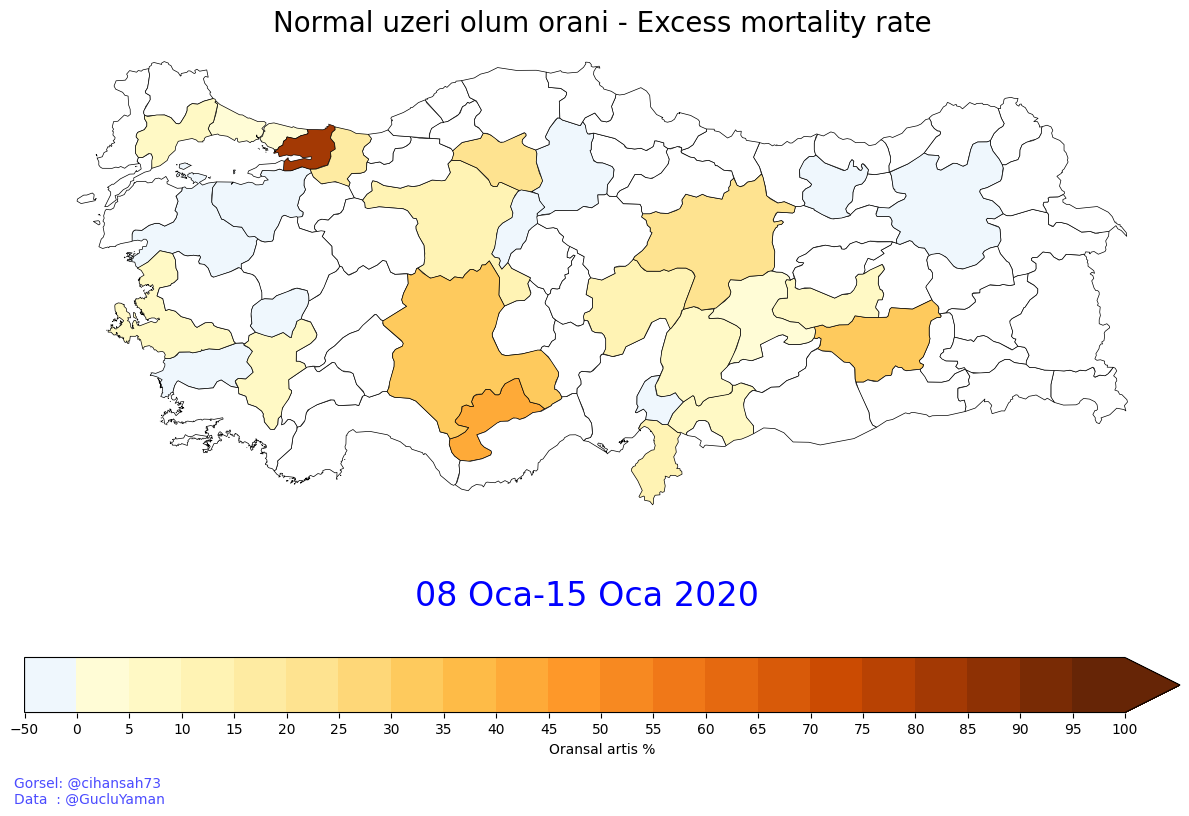 Normal uzeri olum orani - Excess mortality rate
08 Oca-15 Oca 2020
−50 0 5 10 15 20 25 30 35 40 45 50 55 60 65 70 75 80 85 90 95 100
Oransal artis %
Gorsel: @cihansah73
Data  : @GucluYaman